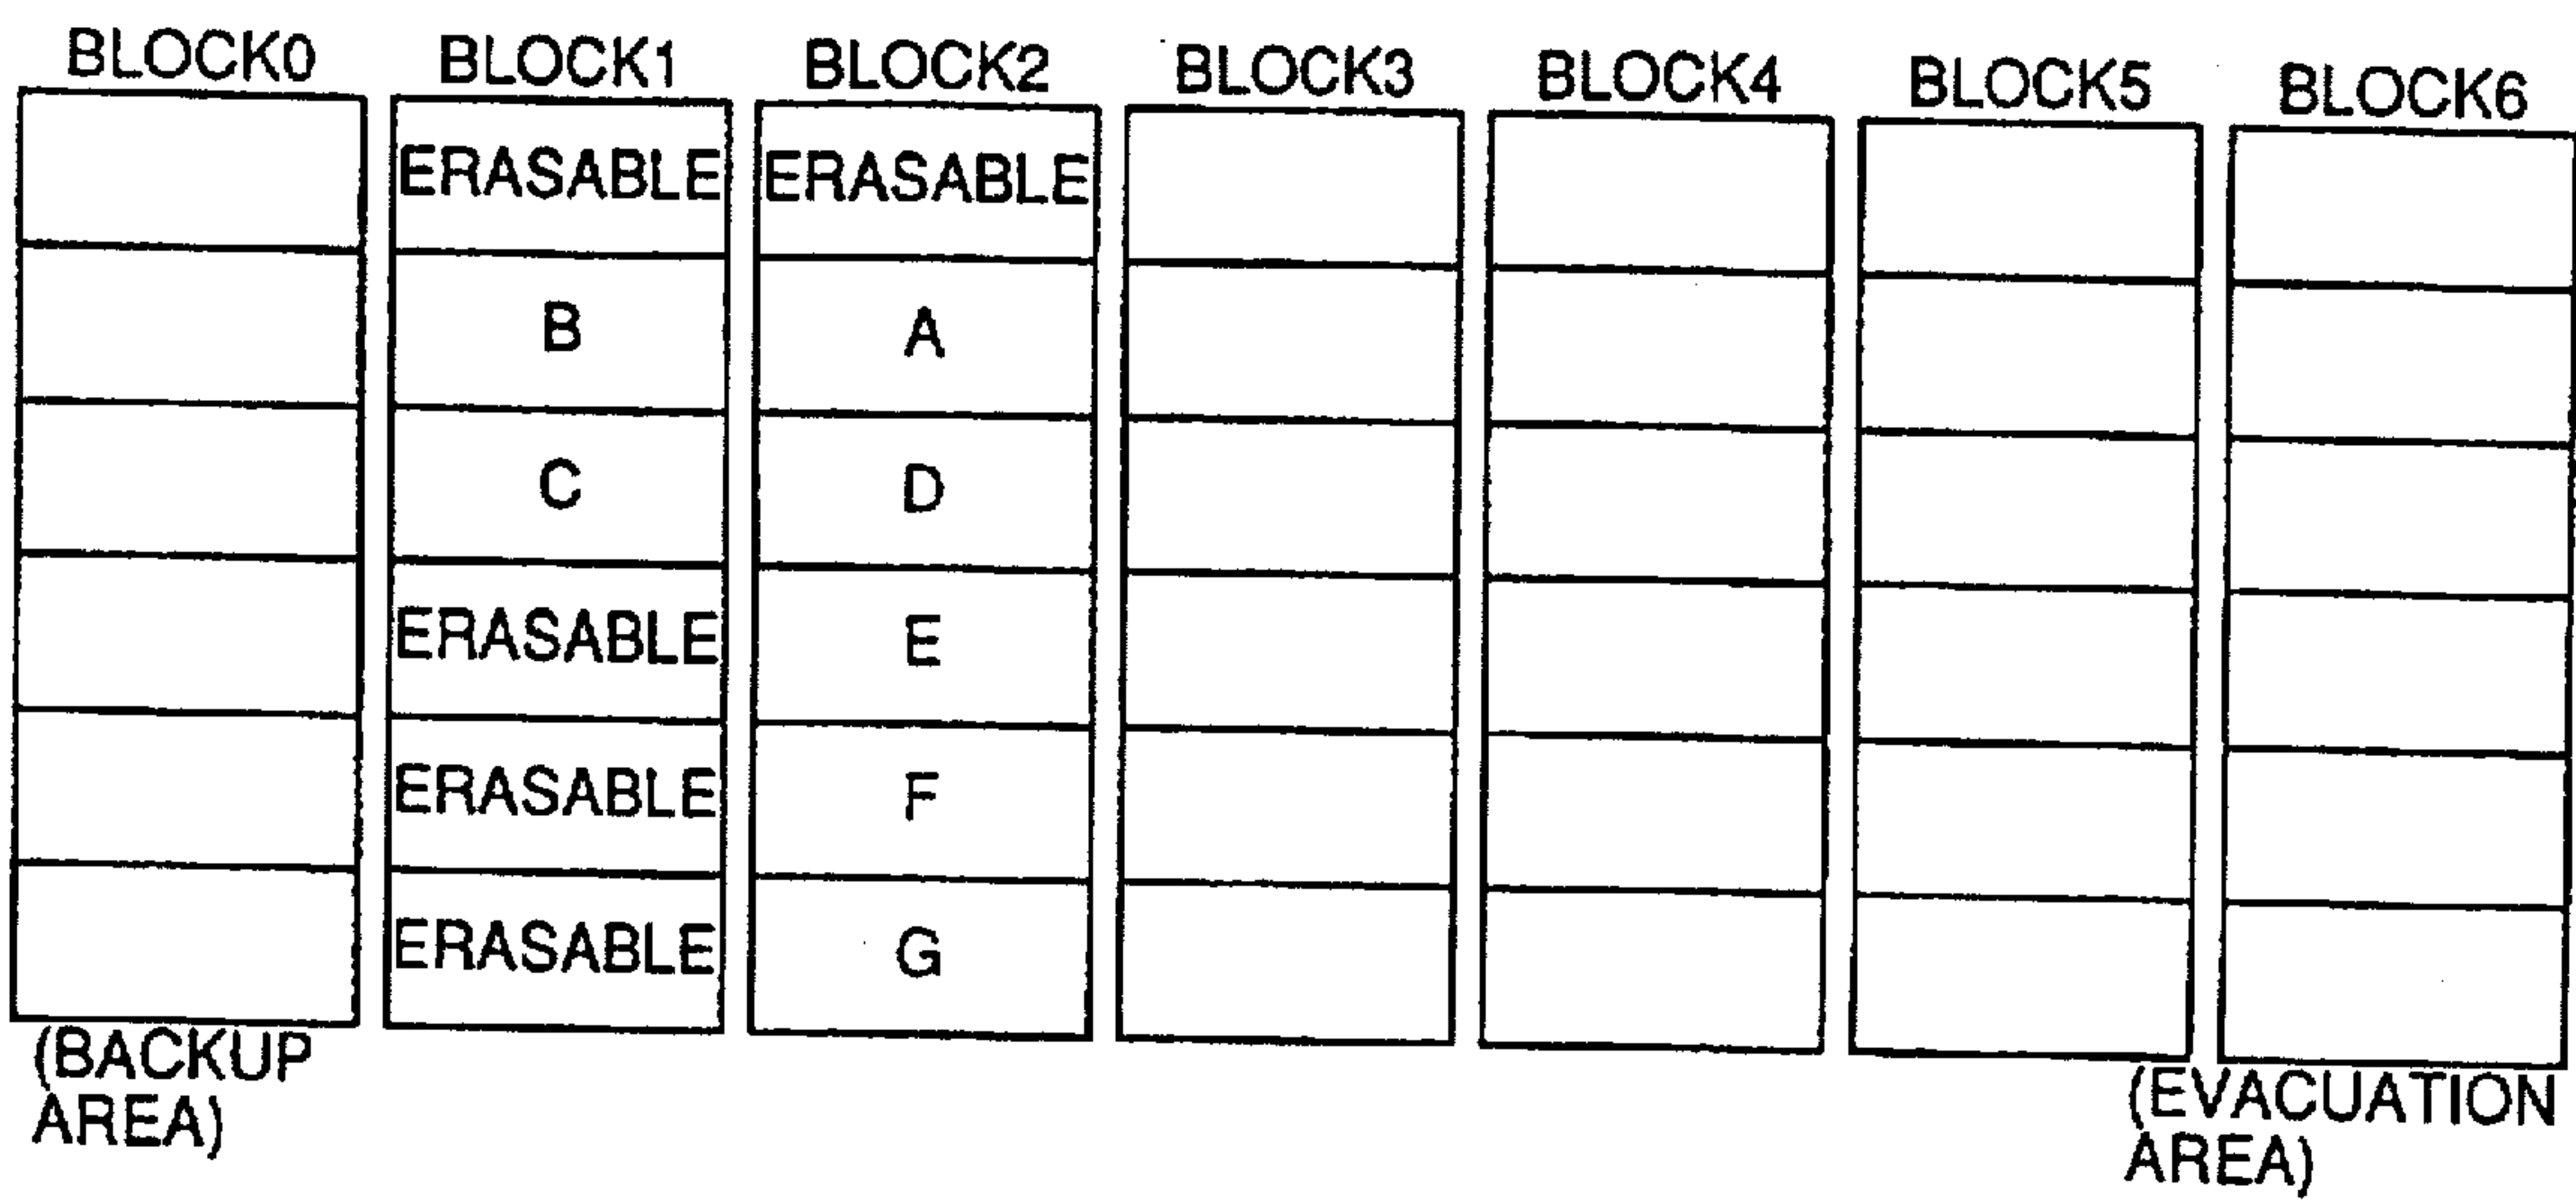 BLOCK0 BLOCK1 BLOCK2 BLOCK3 BLOCK4 BLOCK5 BLOCK6
ERASABLE ERASABLE
B A
C D
ERASABLE E
ERASABLE F
ERASABLE G
(BACKUP
AREA)
(EVACUATION
AREA)